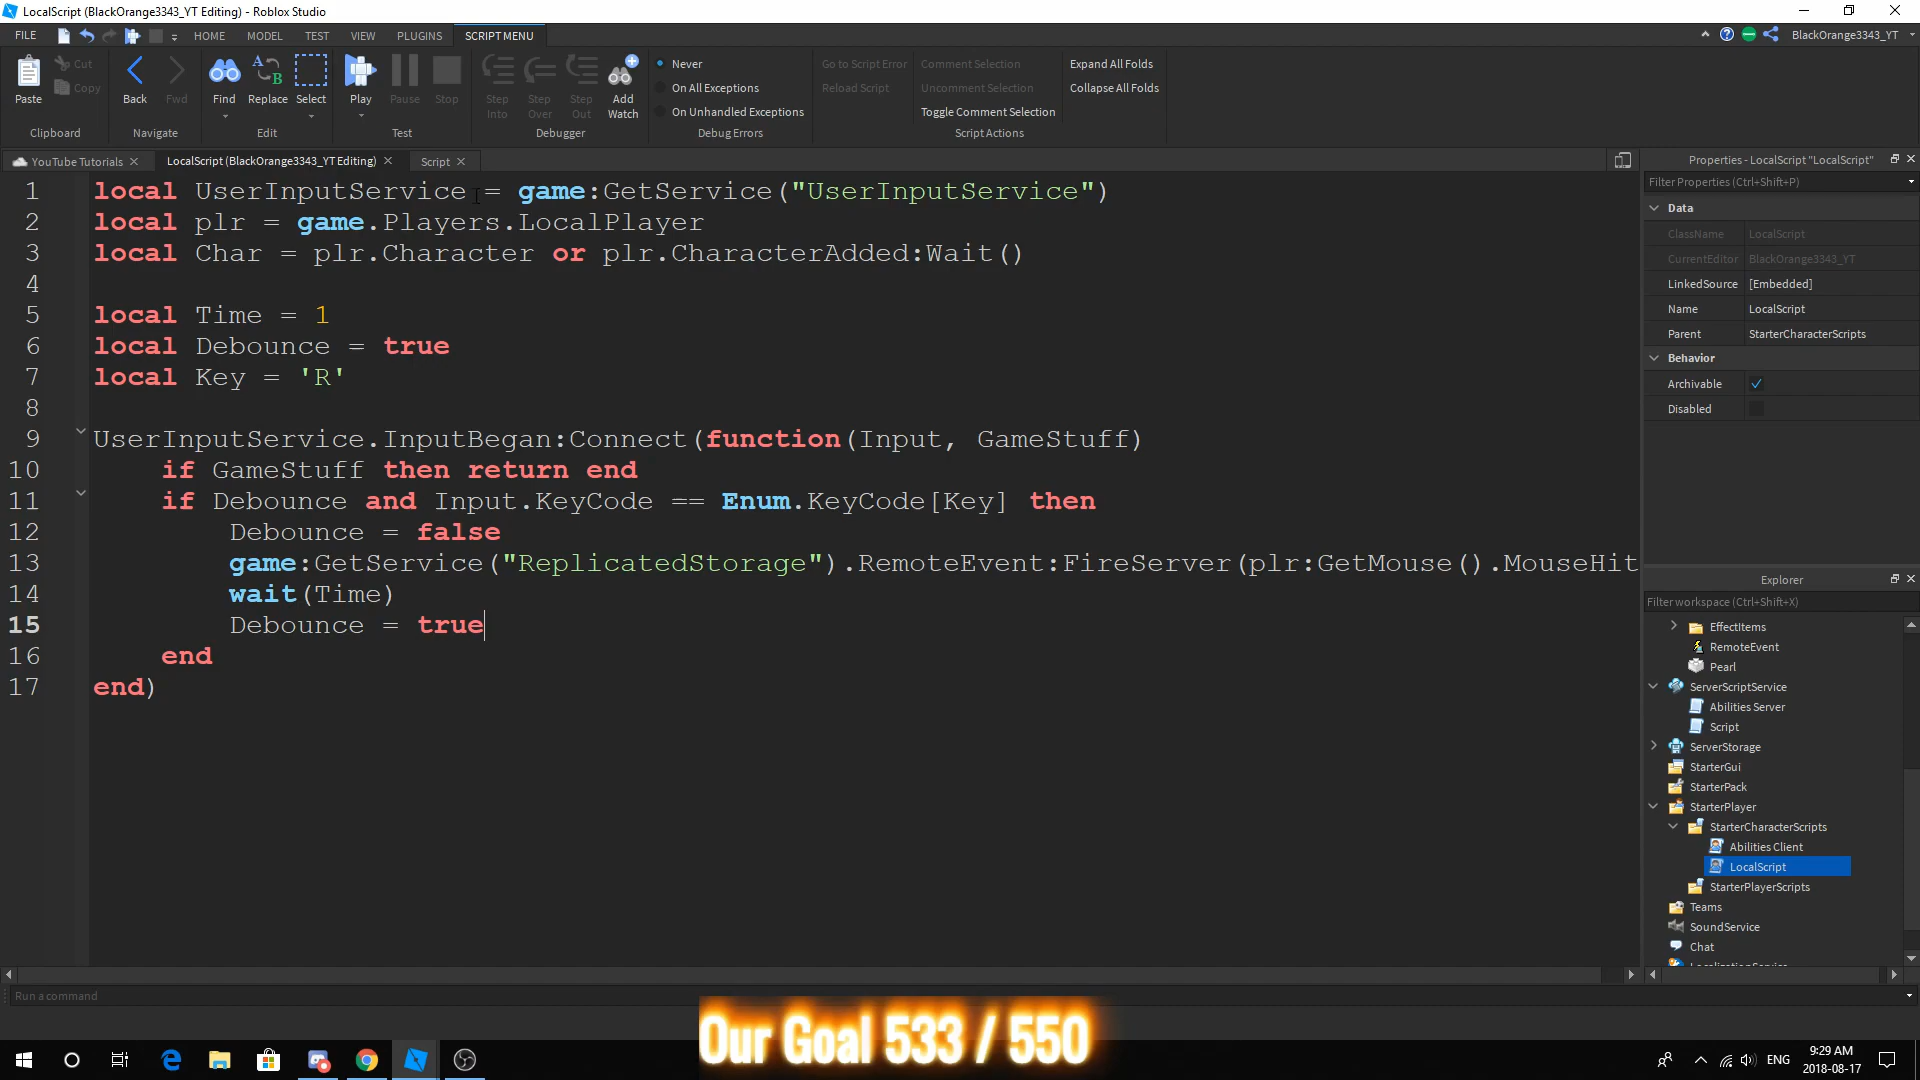 LocalScript (BlackOrange3343_YT Editing) - Roblox Studio
FILE HOME MODEL TEST VIEW PLUGINS SCRIPT MENU BlackOrange3343_YT
Paste Cut Copy Back Fwd Find Replace Select Play Pause Stop Step Into Step Over Step Out Add Watch
Never
On All Exceptions
On Unhandled Exceptions
Go to Script Error
Reload Script
Comment Selection
Uncomment Selection
Toggle Comment Selection
Expand All Folds
Collapse All Folds
Clipboard Navigate Edit Test Debugger Debug Errors Script Actions
YouTube Tutorials LocalScript (BlackOrange3343_YT Editing) Script
1 local UserInputService = game:GetService("UserInputService")
2 local plr = game.Players.LocalPlayer
3 local Char = plr.Character or plr.CharacterAdded:Wait()
4
5 local Time = 1
6 local Debounce = true
7 local Key = 'R'
8
9 UserInputService.InputBegan:Connect(function(Input, GameStuff)
10 if GameStuff then return end
11 if Debounce and Input.KeyCode == Enum.KeyCode[Key] then
12 Debounce = false
13 game:GetService("ReplicatedStorage").RemoteEvent:FireServer(plr:GetMouse().MouseHit
14 wait(Time)
15 Debounce = true
16 end
17 end)
Properties - LocalScript "LocalScript"
Filter Properties (Ctrl+Shift+P)
Data
ClassName LocalScript
CurrentEditor BlackOrange3343_YT
LinkedSource [Embedded]
Name LocalScript
Parent StarterCharacterScripts
Behavior
Archivable
Disabled
Explorer
Filter workspace (Ctrl+Shift+X)
EffectItems
RemoteEvent
Pearl
ServerScriptService
Abilities Server
Script
ServerStorage
StarterGui
StarterPack
StarterPlayer
StarterCharacterScripts
Abilities Client
LocalScript
StarterPlayerScripts
Teams
SoundService
Chat
Run a command
Our Goal 533 / 550
ENG
9:29 AM
2018-08-17